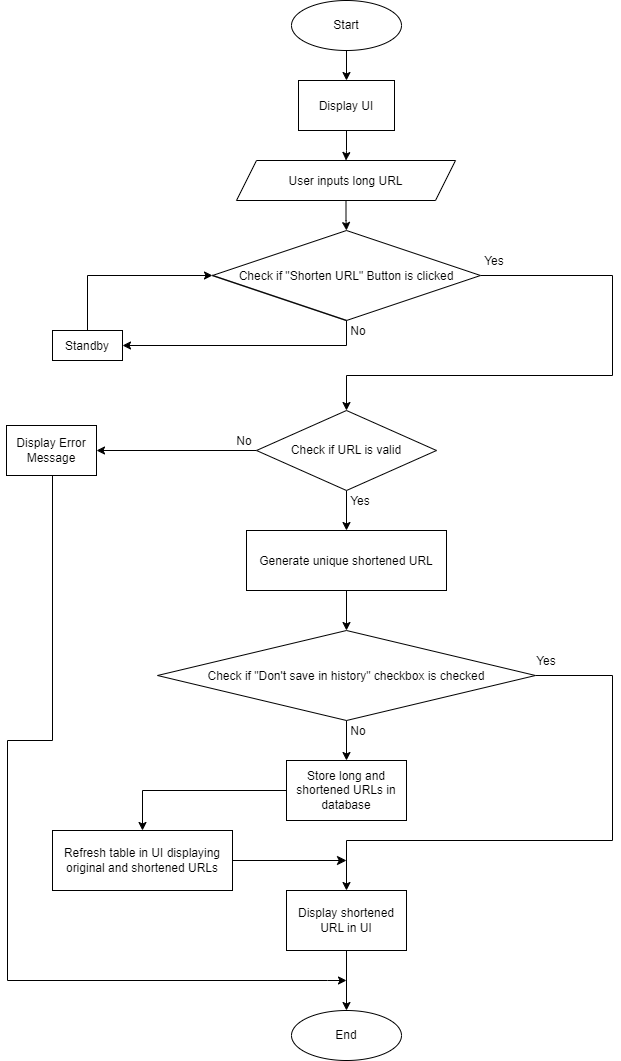 Start
Display UI
User inputs long URL
Check if "Shorten URL" Button is clicked
Yes
No
Standby
Check if URL is valid
No
Display Error
Message
Yes
Generate unique shortened URL
Check if "Don't save in history" checkbox is checked
Yes
No
Store long and
shortened URLs in
database
Refresh table in UI displaying
original and shortened URLs
Display shortened
URL in UI
End